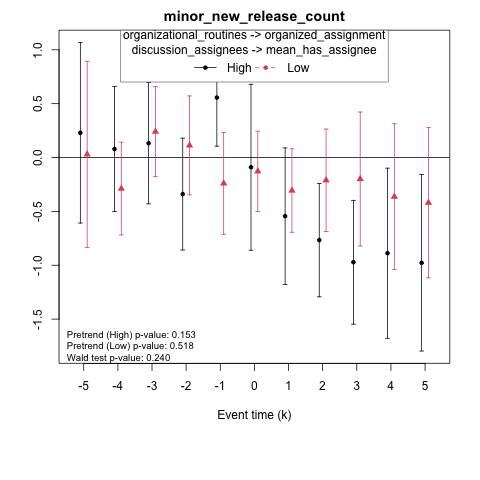 minor_new_release_count
organizational_routines -> organized_assignment
discussion_assignees -> mean_has_assignee
High
Low
1.0
0.5
0.0
-0.5
-1.0
-1.5
Pretrend (High) p-value: 0.153
Pretrend (Low) p-value: 0.518
Wald test p-value: 0.240
-5 -4 -3 -2 -1 0 1 2 3 4 5
Event time (k)